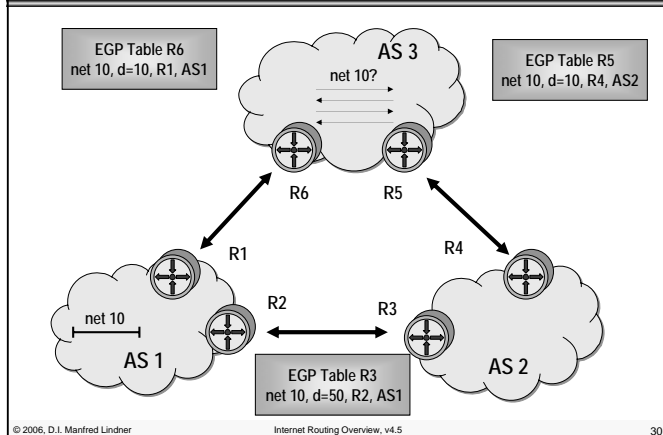 EGP Table R6
net 10, d=10, R1, AS1
AS 3
net 10?
EGP Table R5
net 10, d=10, R4, AS2
R6
R5
R1
R4
net 10
AS 1
R2
R3
AS 2
EGP Table R3
net 10, d=50, R2, AS1
© 2006, D.I. Manfred Lindner
Internet Routing Overview, v4.5
30